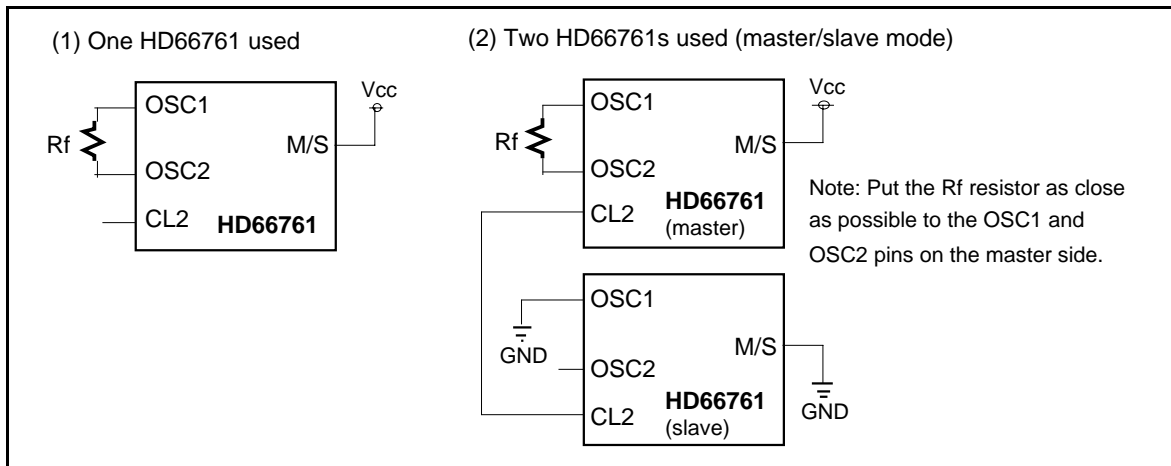 (1) One HD66761 used
OSC1
Rf
OSC2
CL2
M/S
Vcc
HD66761
(2) Two HD66761s used (master/slave mode)
OSC1
Rf
OSC2
CL2
M/S
Vcc
HD66761
(master)
Note: Put the Rf resistor as close
as possible to the OSC1 and
OSC2 pins on the master side.
OSC1
GND
OSC2
CL2
M/S
GND
HD66761
(slave)